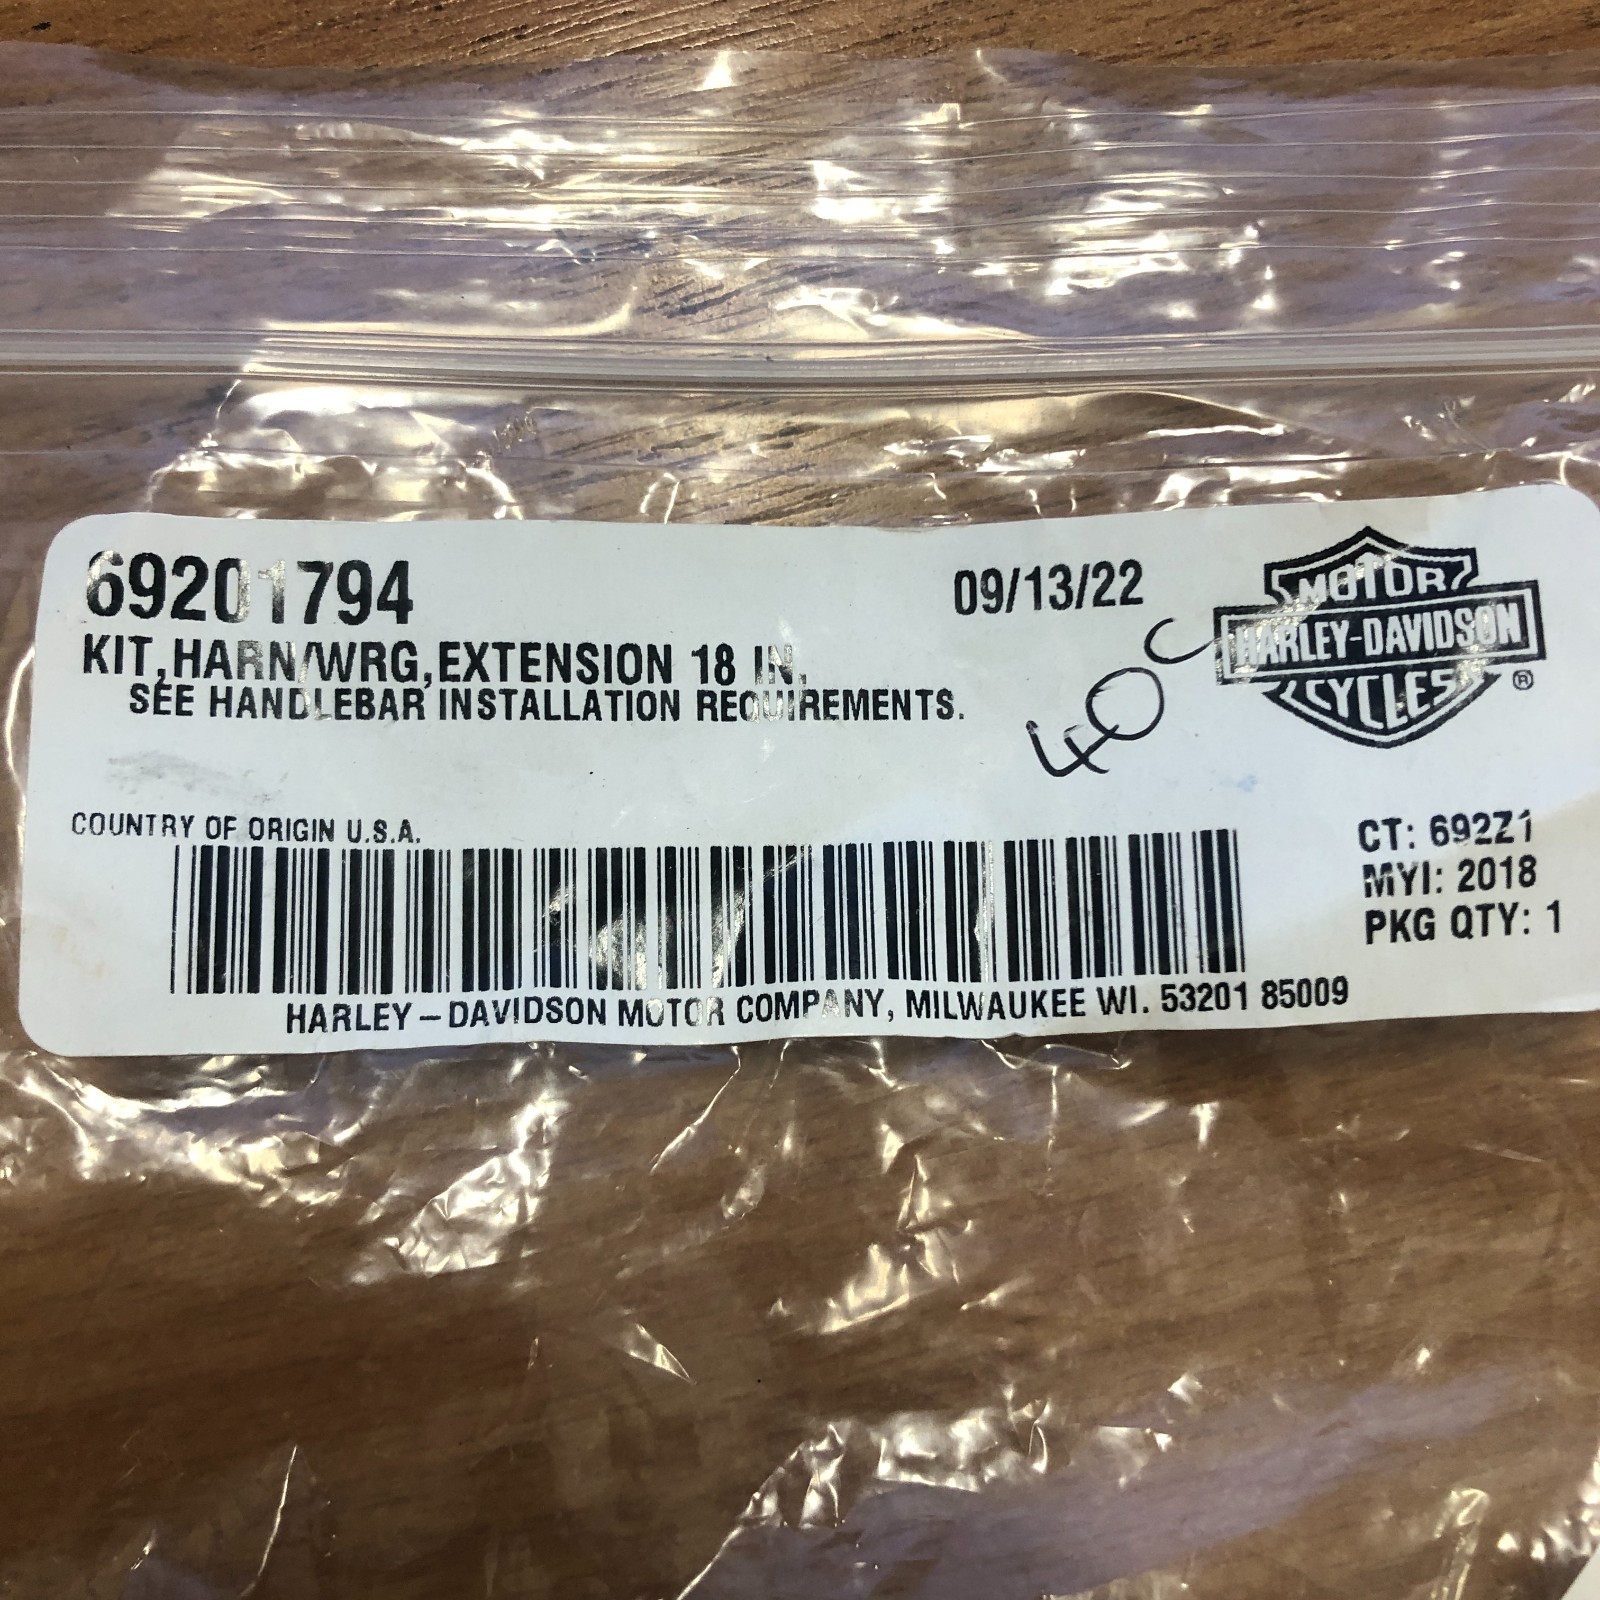 69201794
09/13/22
KIT,HARN/WRG,EXTENSION 18 IN.
SEE HANDLEBAR INSTALLATION REQUIREMENTS.
MOTOR
HARLEY-DAVIDSON
CYCLES
®
COUNTRY OF ORIGIN U.S.A.
CT: 692Z1
MYI: 2018
PKG QTY: 1
HARLEY – DAVIDSON MOTOR COMPANY, MILWAUKEE WI. 53201 85009